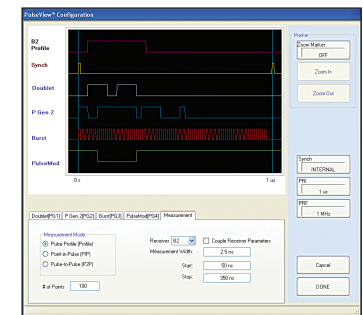 PulseView™ Configuration
B2
Profile
Synch
Doublet
P Gen 2
Burst
PulseMod
0 s
1 us
Marker
Zoom Marker
OFF
Zoom In
Zoom Out
Synch
INTERNAL
PRI
1 us
PRF
1 MHz
Cancel
DONE
Doublet[PG1] P Gen 2[PG2] Burst[PG3] PulseMod[PG4] Measurement
Measurement Mode
Pulse Profile (Profile)
Point-in-Pulse (PIP)
Pulse-to-Pulse (P2P)
# of Points: 100
Receiver B2 Couple Receiver Parameters
Measurement Width: 2.5 ns
Start: 50 ns
Stop: 350 ns